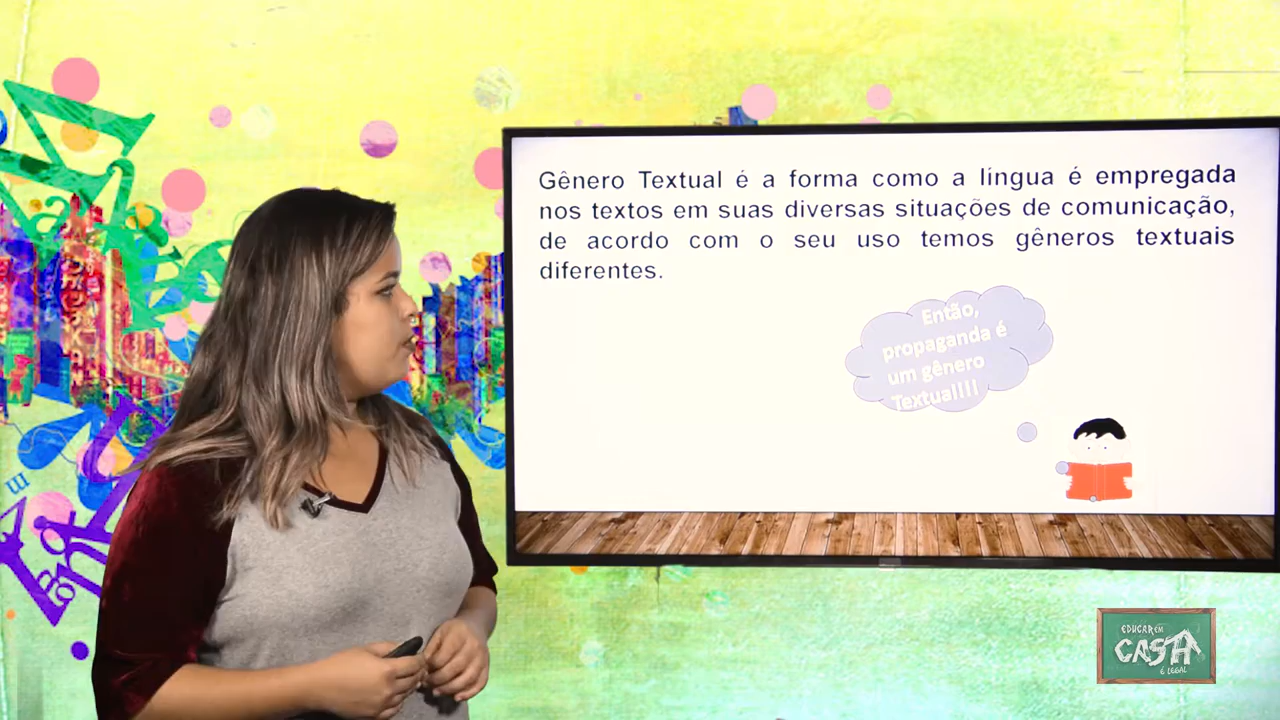 Gênero Textual é a forma como a língua é empregada
nos textos em suas diversas situações de comunicação,
de acordo com o seu uso temos gêneros textuais
diferentes.
Então,
propaganda é
um gênero
Textual!!!
EDUCAR EM
CASA
É LEGAL